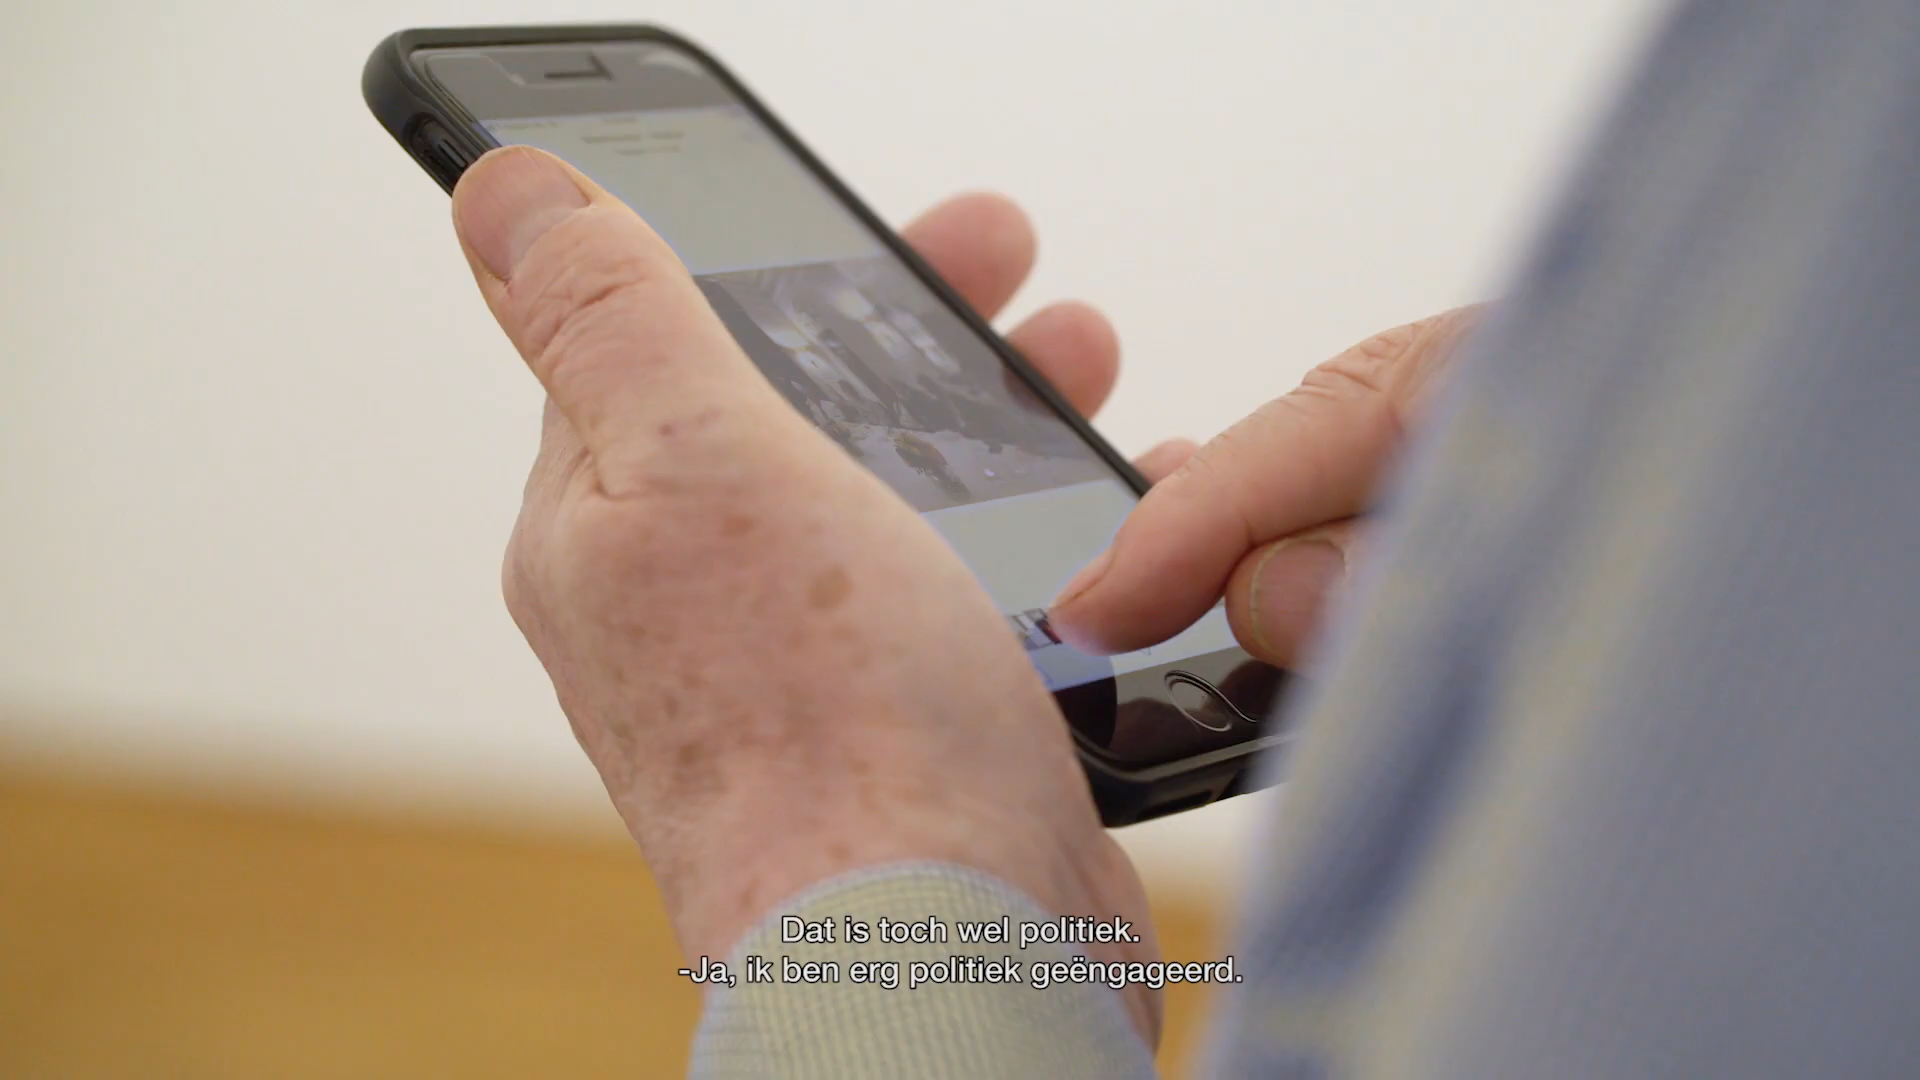 Dat is toch wel politiek.
-Ja, ik ben erg politiek geëngageerd.